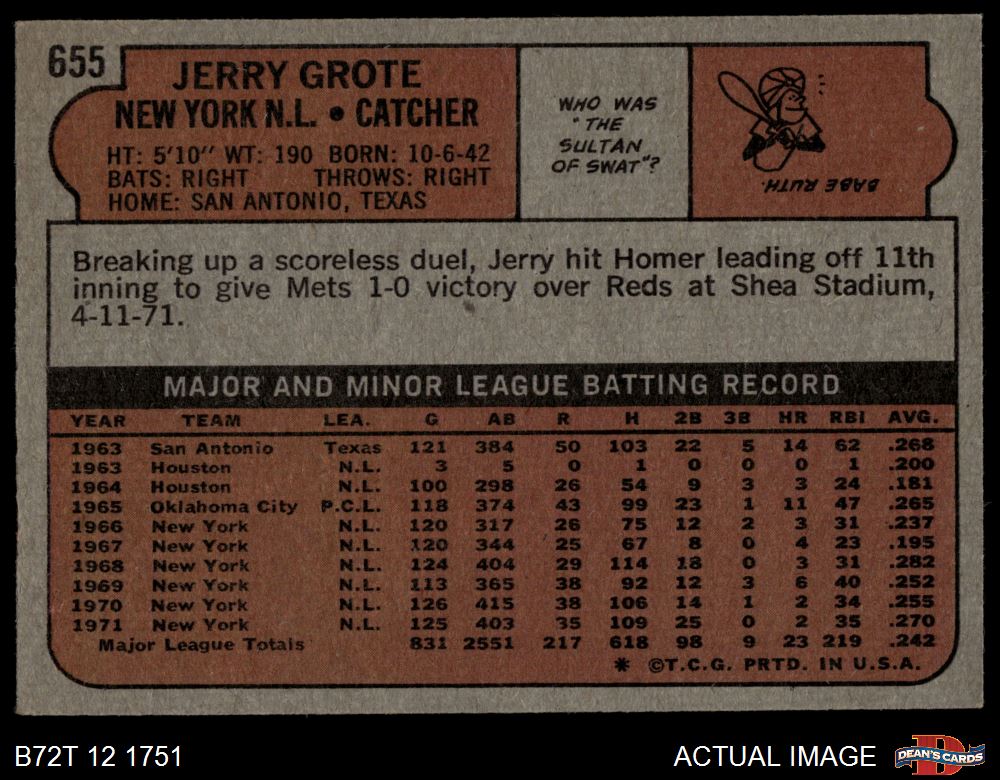 655
JERRY GROTE
NEW YORK N.L. • CATCHER
HT: 5'10" WT: 190 BORN: 10-6-42
BATS: RIGHT THROWS: RIGHT
HOME: SAN ANTONIO, TEXAS
WHO WAS
"THE
SULTAN
OF SWAT"?
BABE RUTH.
Breaking up a scoreless duel, Jerry hit Homer leading off 11th
inning to give Mets 1-0 victory over Reds at Shea Stadium,
4-11-71.
MAJOR AND MINOR LEAGUE BATTING RECORD
YEAR TEAM LEA. G AB R H 2B 3B HR RBI AVG.
1963 San Antonio Texas 121 384 50 103 22 5 14 62 .268
1963 Houston N.L. 3 5 0 1 0 0 0 1 .200
1964 Houston N.L. 100 298 26 54 9 3 3 24 .181
1965 Oklahoma City P.C.L. 118 374 43 99 23 1 11 47 .265
1966 New York N.L. 120 317 26 75 12 2 3 31 .237
1967 New York N.L. 120 344 25 67 8 0 4 23 .195
1968 New York N.L. 124 404 29 114 18 0 3 31 .282
1969 New York N.L. 113 365 38 92 12 3 6 40 .252
1970 New York N.L. 126 415 38 106 14 1 2 34 .255
1971 New York N.L. 125 403 35 109 25 0 2 35 .270
Major League Totals 831 2551 217 618 98 9 23 219 .242
* ©T.C.G. PRTD. IN U.S.A.
B72T 12 1751
ACTUAL IMAGE
DEAN'S CARDS